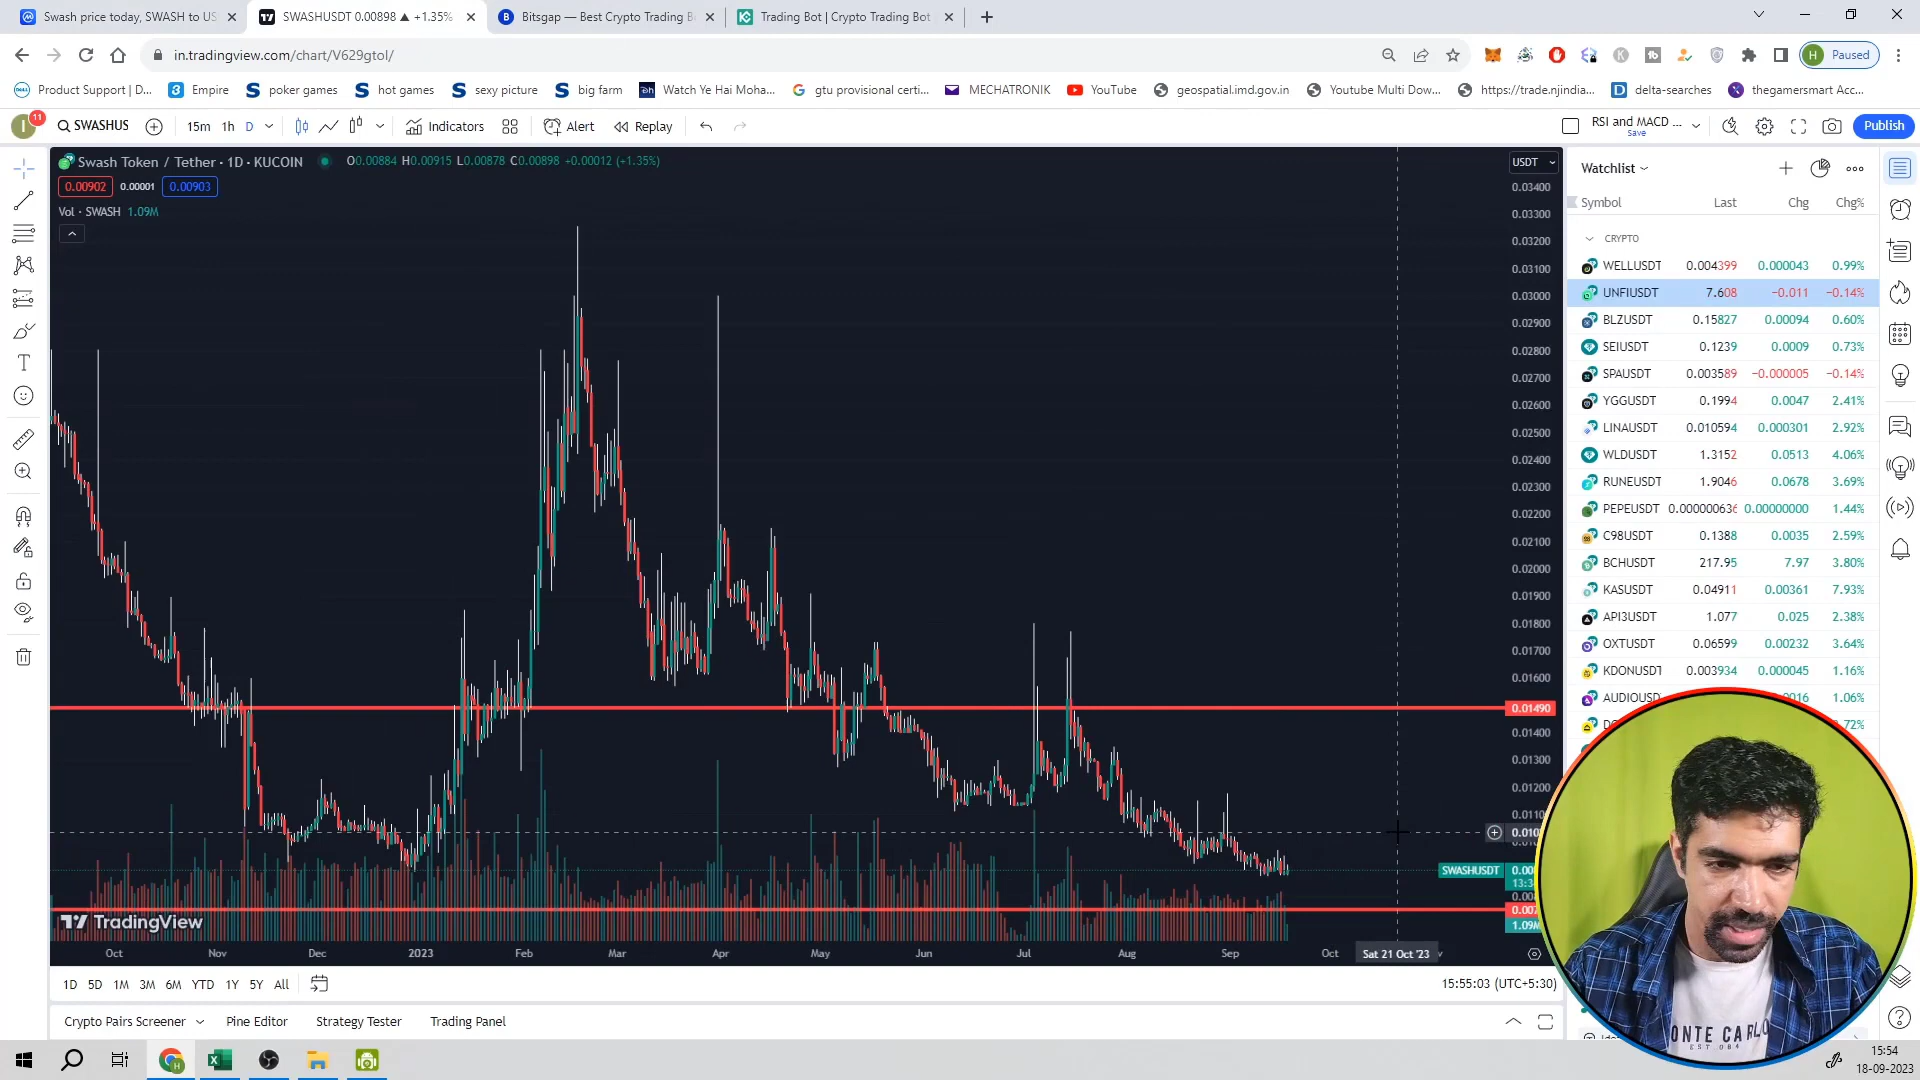 Swash price today, SWASH to US
SWASHUSDT 0.00898 ▲ +1.35%
Bitsgap — Best Crypto Trading B
Trading Bot | Crypto Trading Bot
in.tradingview.com/chart/V629gtol/
H Paused
Product Support | D...
Empire
poker games
hot games
sexy picture
big farm
Watch Ye Hai Moha...
gtu provisional certi...
MECHATRONIK
YouTube
geospatial.imd.gov.in
Youtube Multi Dow...
https://trade.njindia...
delta-searches
thegamersmart Acc...
I 11
SWASHUS
15m 1h D
Indicators
Alert
Replay
RSI and MACD ...
Save
Publish
Swash Token / Tether · 1D · KUCOIN
O0.00884 H0.00915 L0.00878 C0.00898 +0.00012 (+1.35%)
0.00902 0.00001 0.00903
Vol · SWASH 1.09M
USDT
0.03400
0.03300
0.03200
0.03100
0.03000
0.02900
0.02800
0.02700
0.02600
0.02500
0.02400
0.02300
0.02200
0.02100
0.02000
0.01900
0.01800
0.01700
0.01600
0.01490
0.01400
0.01300
0.01200
SWASHUSDT
1.09M
TradingView
Oct Nov Dec 2023 Feb Mar Apr May Jun Jul Aug Sep Oct Sat 21 Oct '23
1D 5D 1M 3M 6M YTD 1Y 5Y All
15:55:03 (UTC+5:30)
Crypto Pairs Screener Pine Editor Strategy Tester Trading Panel
Watchlist
Symbol Last Chg Chg%
CRYPTO
WELLUSDT 0.004399 0.000043 0.99%
UNFIUSDT 7.608 −0.011 −0.14%
BLZUSDT 0.15827 0.00094 0.60%
SEIUSDT 0.1239 0.0009 0.73%
SPAUSDT 0.003589 −0.000005 −0.14%
YGGUSDT 0.1994 0.0047 2.41%
LINAUSDT 0.010594 0.000301 2.92%
WLDUSDT 1.3152 0.0513 4.06%
RUNEUSDT 1.9046 0.0678 3.69%
PEPEUSDT 0.000000636 0.00000000 1.44%
C98USDT 0.1388 0.0035 2.59%
BCHUSDT 217.95 7.97 3.80%
KASUSDT 0.04911 0.00361 7.93%
API3USDT 1.077 0.025 2.38%
OXTUSDT 0.06599 0.00232 3.64%
KDONUSDT 0.003934 0.000045 1.16%
AUDIOUSD 1.06%
ONTE CARLO
15:54
18-09-2023